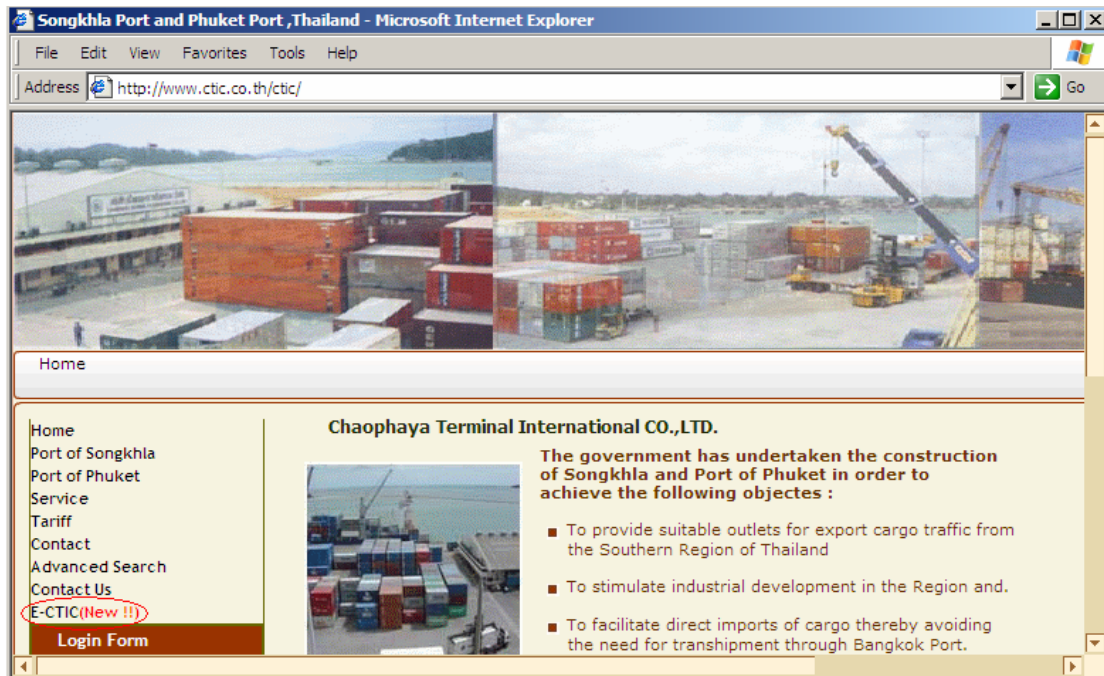 Songkhla Port and Phuket Port ,Thailand - Microsoft Internet Explorer
File Edit View Favorites Tools Help
Address http://www.ctic.co.th/ctic/ Go
Home
Home
Port of Songkhla
Port of Phuket
Service
Tariff
Contact
Advanced Search
Contact Us
E-CTIC(New !!)
Login Form
Chaophaya Terminal International CO.,LTD.
The government has undertaken the construction
of Songkhla and Port of Phuket in order to
achieve the following objectes :
To provide suitable outlets for export cargo traffic from
the Southern Region of Thailand
To stimulate industrial development in the Region and.
To facilitate direct imports of cargo thereby avoiding
the need for transhipment through Bangkok Port.